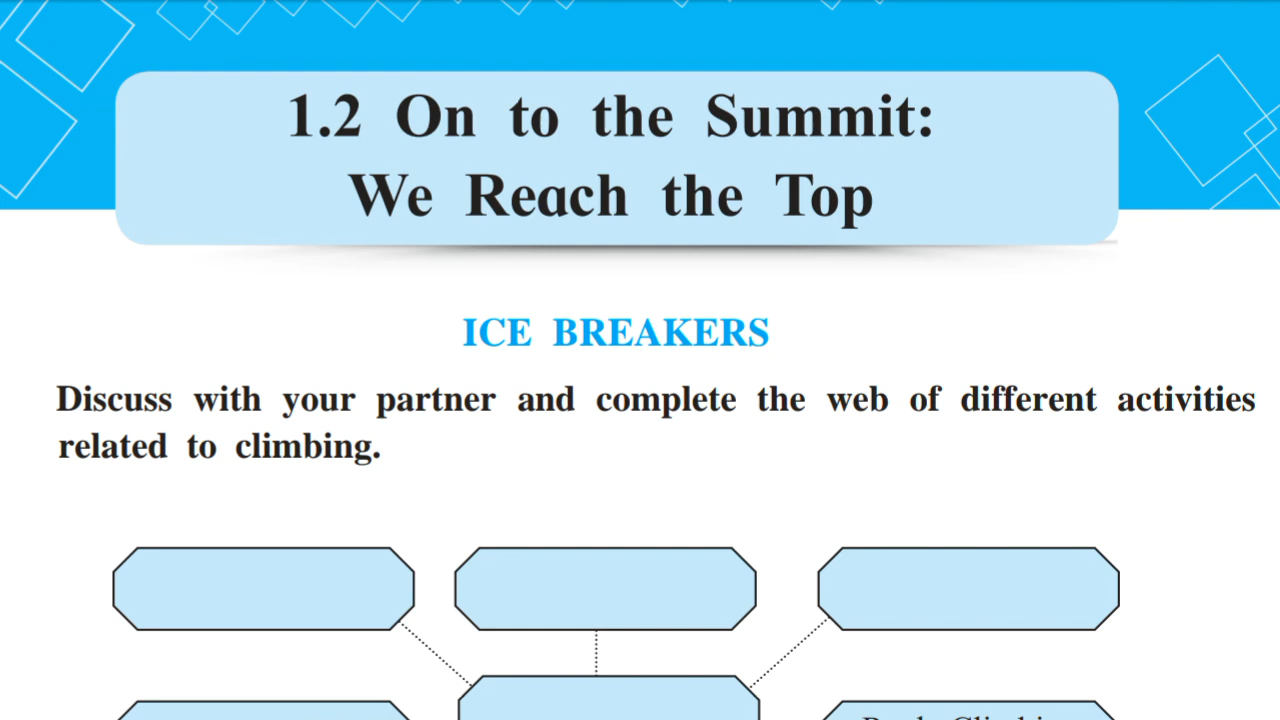 1.2 On to the Summit:
We Reach the Top
ICE BREAKERS
Discuss with your partner and complete the web of different activities
related to climbing.